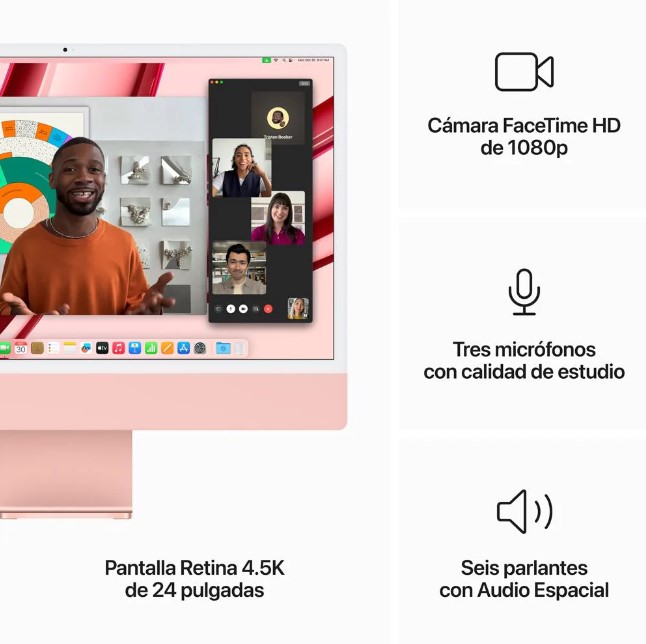 Cámara FaceTime HD
de 1080p
Tres micrófonos
con calidad de estudio
Pantalla Retina 4.5K
de 24 pulgadas
Seis parlantes
con Audio Espacial